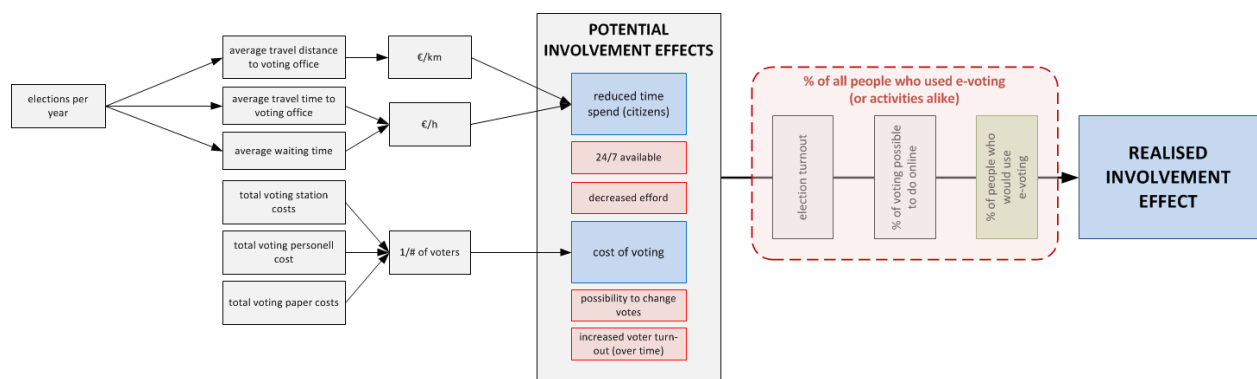 elections per
year
average travel distance
to voting office
average travel time to
voting office
average waiting time
€/km
€/h
total voting station
costs
total voting personell
cost
total voting paper costs
1/# of voters
POTENTIAL
INVOLVEMENT EFFECTS
reduced time
spend (citizens)
24/7 available
decreased efford
cost of voting
possibility to change
votes
increased voter turn-
out (over time)
% of all people who used e-voting
(or activities alike)
election turnout
% of voting possible
to do online
% of people who
would use
e-voting
REALISED
INVOLVEMENT
EFFECT